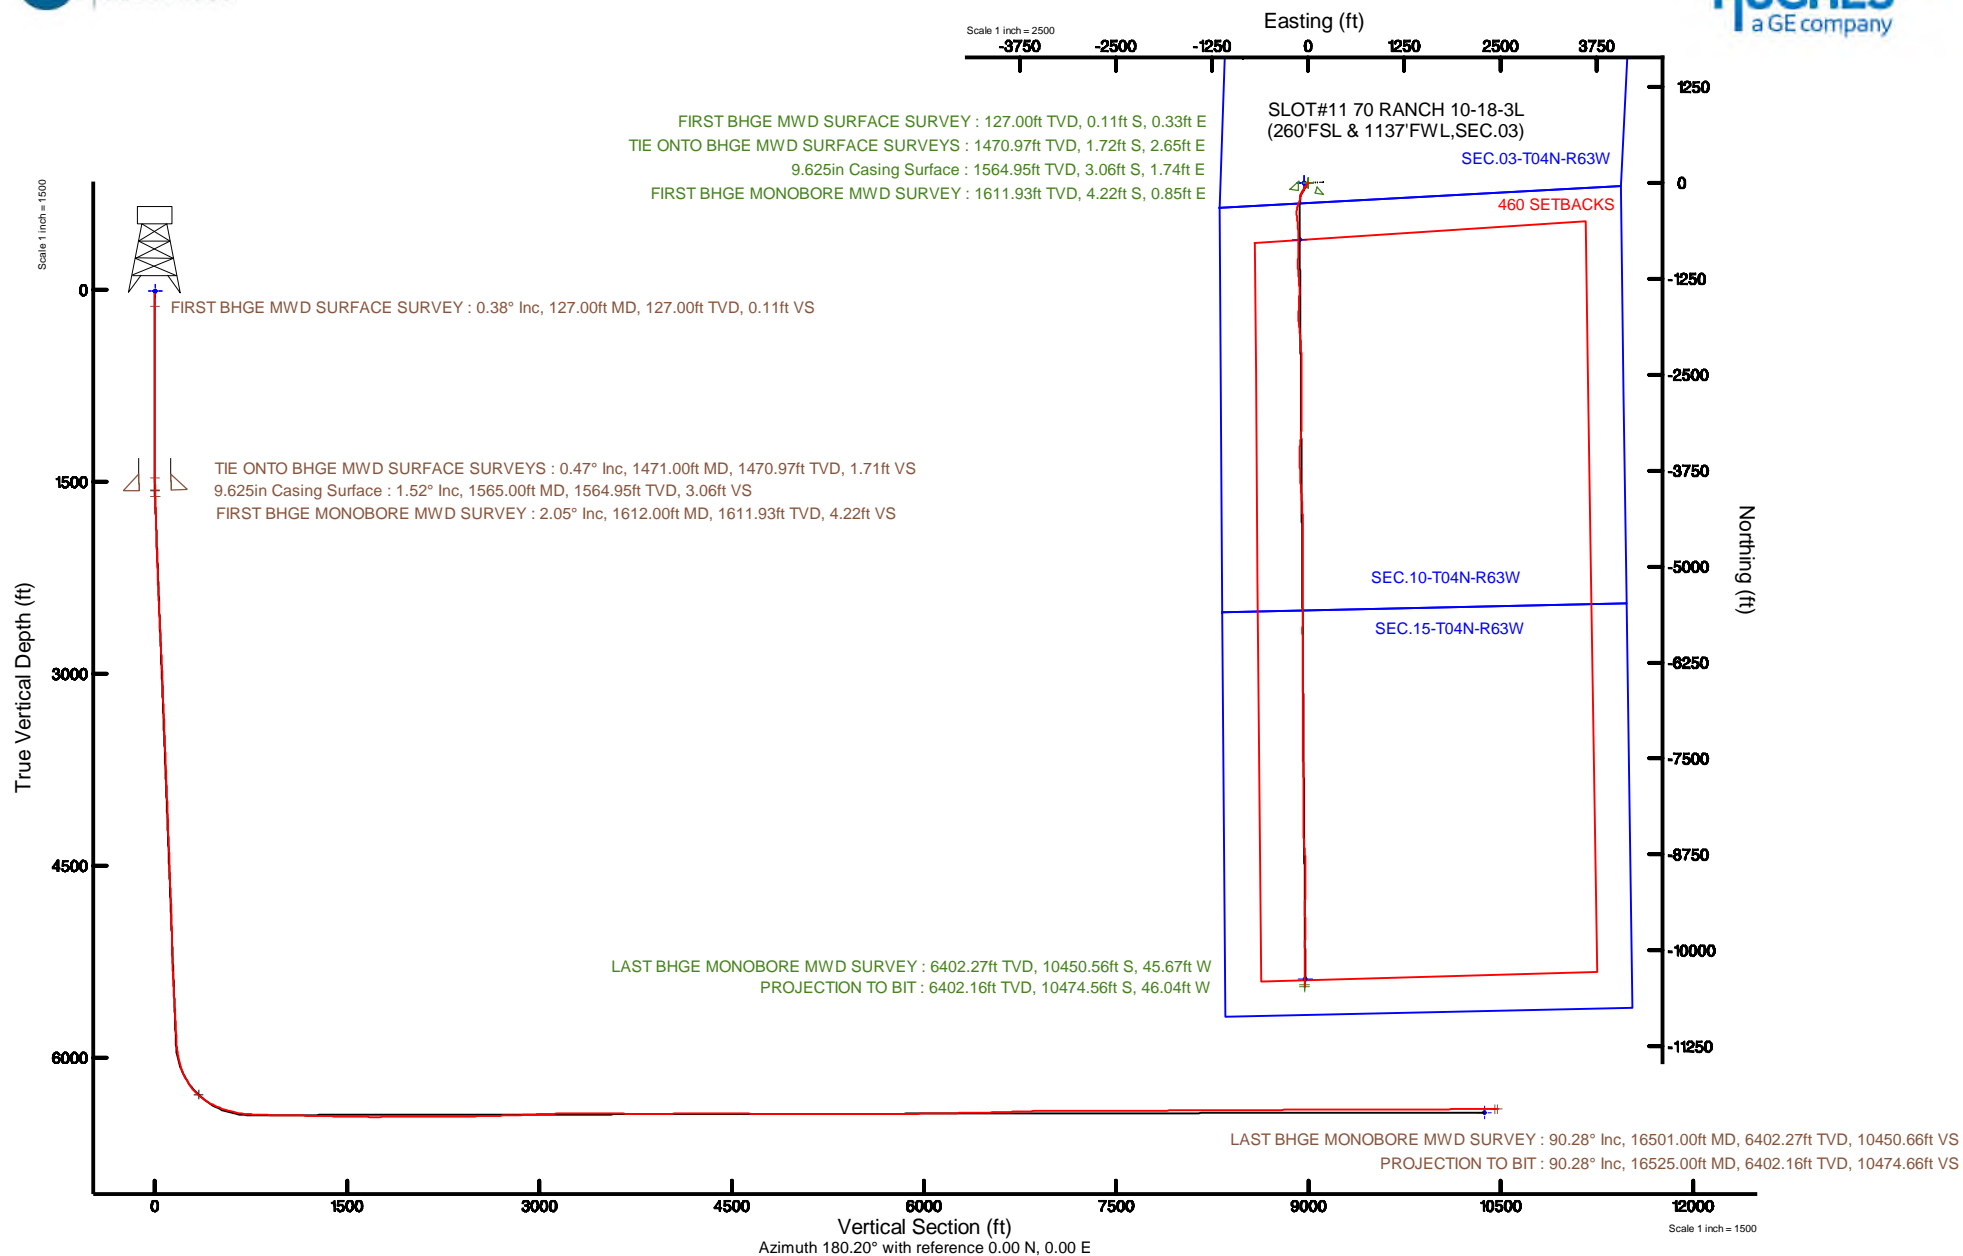 HUGHES
a GE company
Easting (ft)
Scale 1 inch = 2500
-3750 -2500 -1250 0 1250 2500 3750
FIRST BHGE MWD SURFACE SURVEY : 127.00ft TVD, 0.11ft S, 0.33ft E
TIE ONTO BHGE MWD SURFACE SURVEYS : 1470.97ft TVD, 1.72ft S, 2.65ft E
9.625in Casing Surface : 1564.95ft TVD, 3.06ft S, 1.74ft E
FIRST BHGE MONOBORE MWD SURVEY : 1611.93ft TVD, 4.22ft S, 0.85ft E
SLOT#11 70 RANCH 10-18-3L
(260'FSL & 1137'FWL,SEC.03)
SEC.03-T04N-R63W
460 SETBACKS
SEC.10-T04N-R63W
SEC.15-T04N-R63W
1250
0
-1250
-2500
-3750
-5000
-6250
-7500
-8750
-10000
-11250
Northing (ft)
Scale 1 inch = 1500
True Vertical Depth (ft)
0
1500
3000
4500
6000
FIRST BHGE MWD SURFACE SURVEY : 0.38° Inc, 127.00ft MD, 127.00ft TVD, 0.11ft VS
TIE ONTO BHGE MWD SURFACE SURVEYS : 0.47° Inc, 1471.00ft MD, 1470.97ft TVD, 1.71ft VS
9.625in Casing Surface : 1.52° Inc, 1565.00ft MD, 1564.95ft TVD, 3.06ft VS
FIRST BHGE MONOBORE MWD SURVEY : 2.05° Inc, 1612.00ft MD, 1611.93ft TVD, 4.22ft VS
LAST BHGE MONOBORE MWD SURVEY : 6402.27ft TVD, 10450.56ft S, 45.67ft W
PROJECTION TO BIT : 6402.16ft TVD, 10474.56ft S, 46.04ft W
LAST BHGE MONOBORE MWD SURVEY : 90.28° Inc, 16501.00ft MD, 6402.27ft TVD, 10450.66ft VS
PROJECTION TO BIT : 90.28° Inc, 16525.00ft MD, 6402.16ft TVD, 10474.66ft VS
0 1500 3000 4500 6000 7500 9000 10500 12000
Vertical Section (ft)
Scale 1 inch = 1500
Azimuth 180.20° with reference 0.00 N, 0.00 E